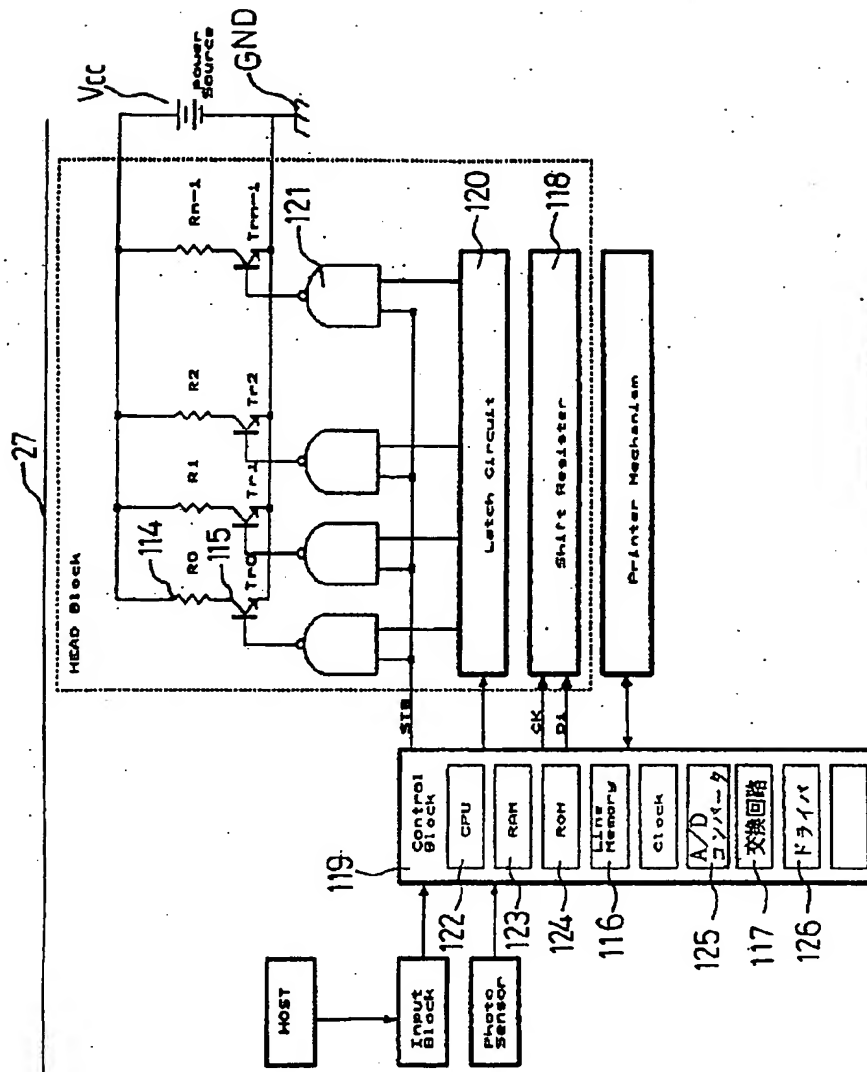 27
HEAD Block
114
R0
R1
R2
Rn-1
Vcc
power
source
GND
115
Tr0
Tr1
Tr2
Trn-1
121
STB
Latch Circuit
120
CK
Di
Shift Resister
118
Printer Mechanism
119
Control
Block
122
CPU
123
RAM
124
ROM
116
Line
Memory
Clock
125
A/D
コンバータ
117
交換回路
126
ドライバ
HOST
Input
Block
Photo
Sensor